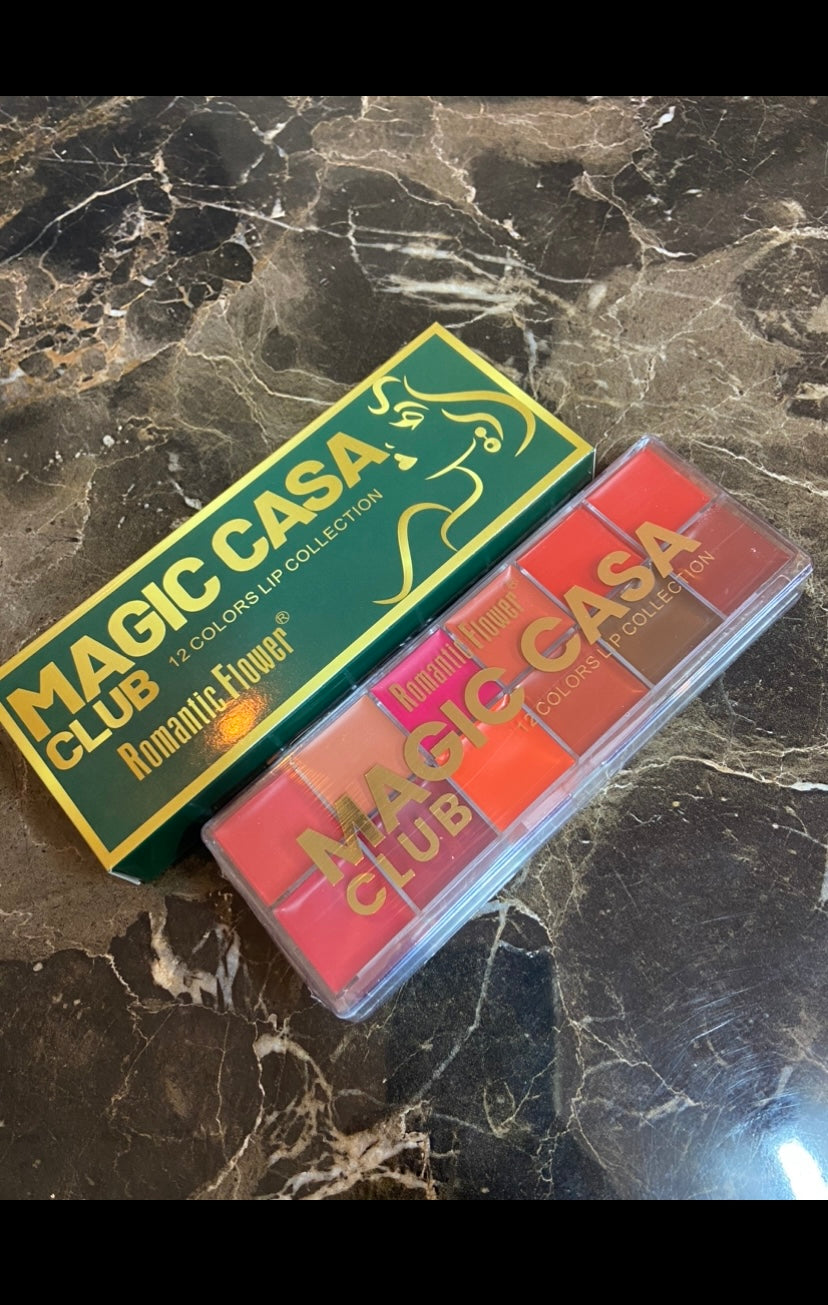 MAGIC CASA
CLUB
12 COLORS LIP COLLECTION
Romantic Flower®
Romantic Flower®
MAGIC CASA
CLUB
12 COLORS LIP COLLECTION